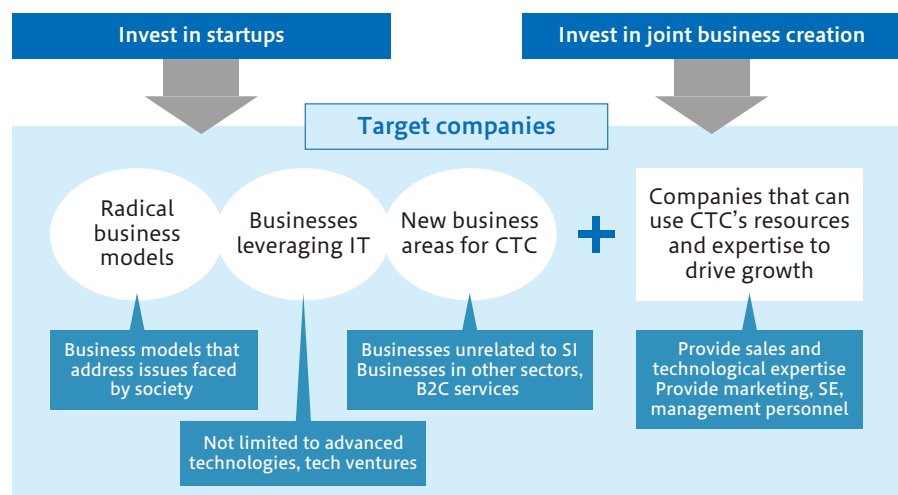 Invest in startups
Invest in joint business creation
Target companies
Radical
business
models
Businesses
leveraging IT
New business
areas for CTC
Companies that can
use CTC's resources
and expertise to
drive growth
Business models that
address issues faced
by society
Not limited to advanced
technologies, tech ventures
Businesses unrelated to SI
Businesses in other sectors,
B2C services
Provide sales and
technological expertise
Provide marketing, SE,
management personnel